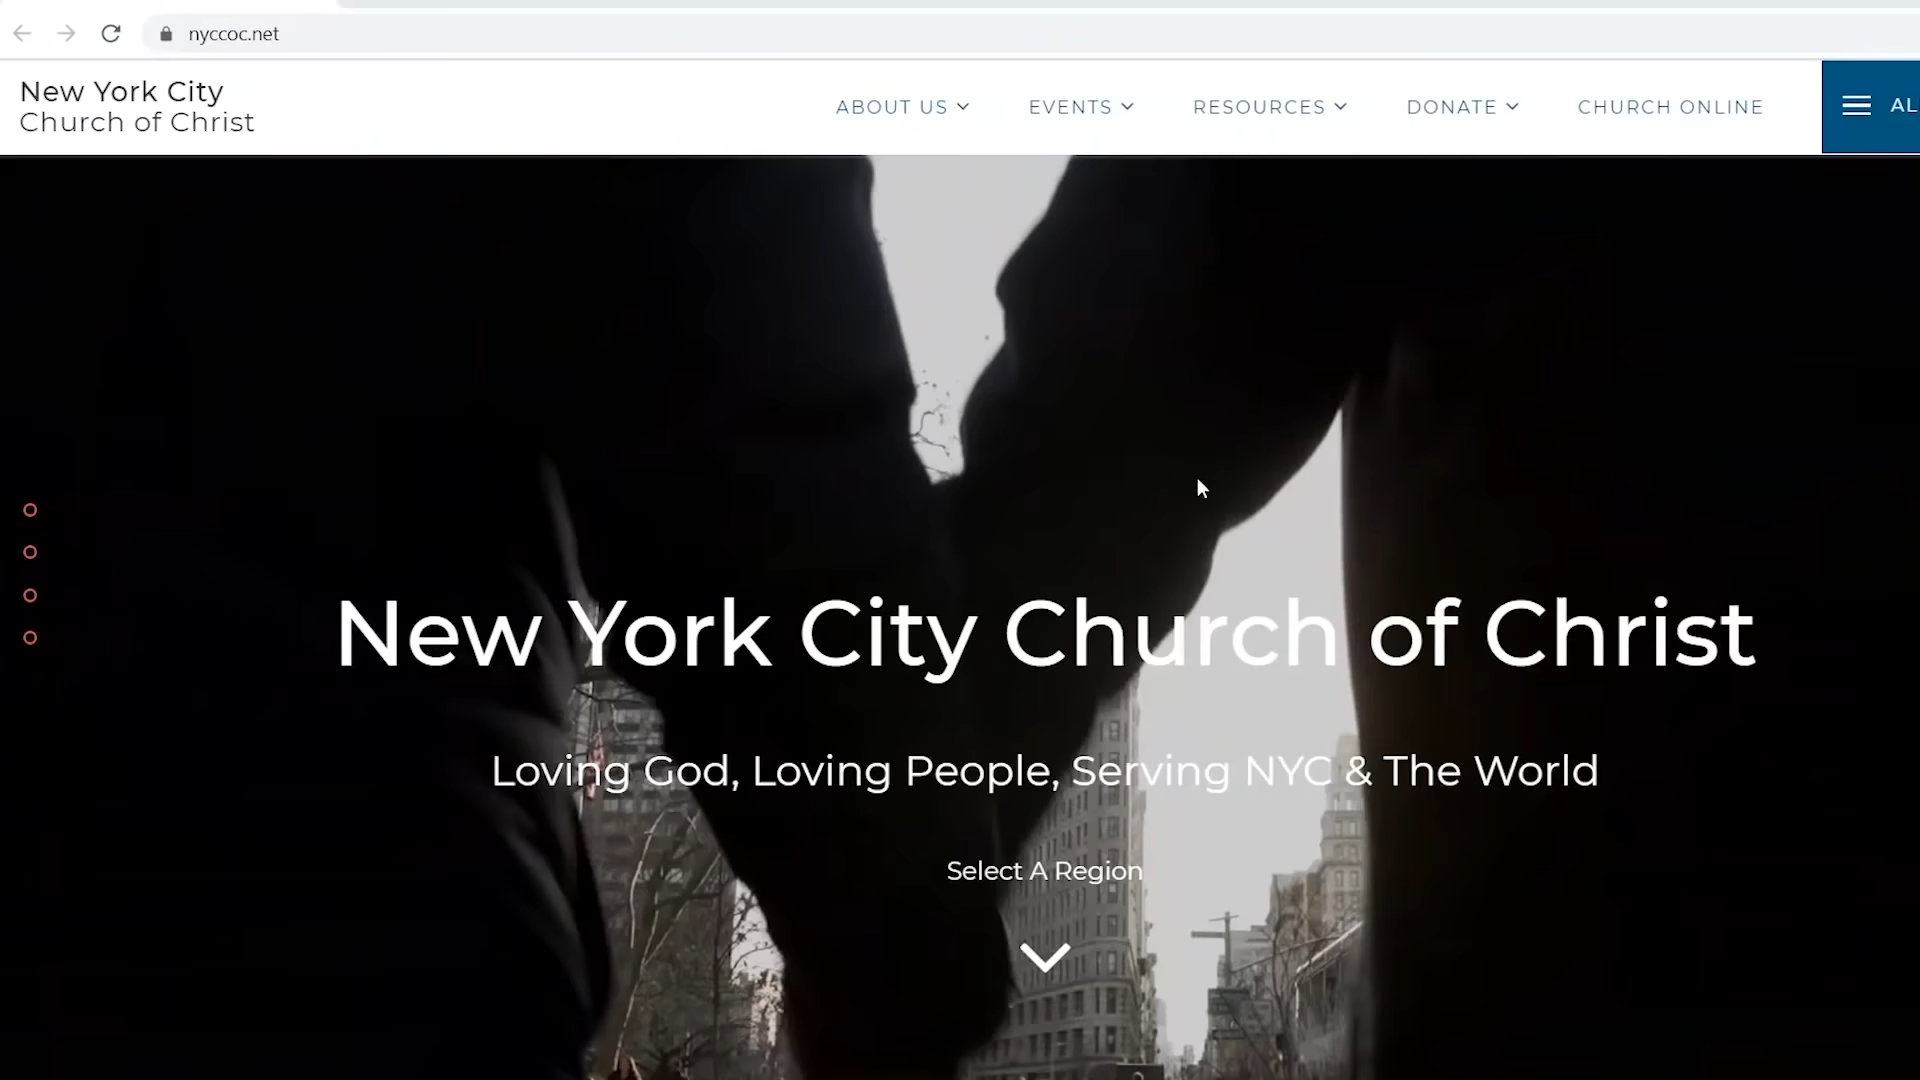 nyccoc.net
New York City
Church of Christ
ABOUT US
EVENTS
RESOURCES
DONATE
CHURCH ONLINE
AL
New York City Church of Christ
Loving God, Loving People, Serving NYC & The World
Select A Region